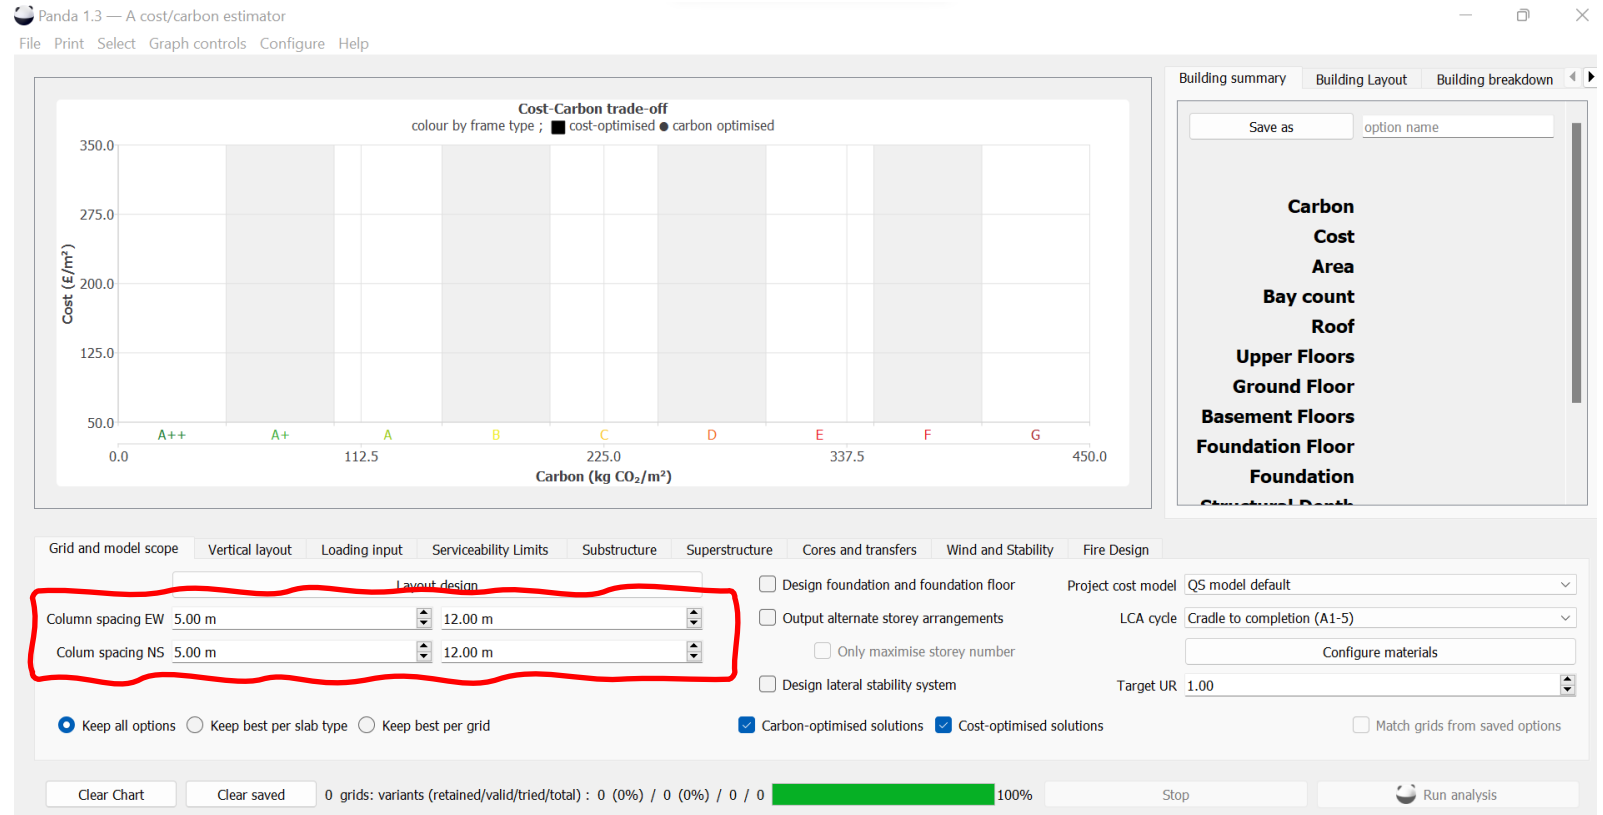 Panda 1.3 — A cost/carbon estimator
File Print Select Graph controls Configure Help
Building summary Building Layout Building breakdown
Cost-Carbon trade-off
colour by frame type ; cost-optimised carbon optimised
350.0
275.0
200.0
125.0
50.0
Cost (£/m²)
A++ A+ A B C D E F G
0.0 112.5 225.0 337.5 450.0
Carbon (kg CO₂/m²)
Save as option name
Carbon
Cost
Area
Bay count
Roof
Upper Floors
Ground Floor
Basement Floors
Foundation Floor
Foundation
Structural Depth
Grid and model scope Vertical layout Loading input Serviceability Limits Substructure Superstructure Cores and transfers Wind and Stability Fire Design
Layout design
Column spacing EW 5.00 m 12.00 m
Colum spacing NS 5.00 m 12.00 m
Keep all options Keep best per slab type Keep best per grid
Design foundation and foundation floor
Output alternate storey arrangements
Only maximise storey number
Design lateral stability system
Carbon-optimised solutions Cost-optimised solutions
Project cost model QS model default
LCA cycle Cradle to completion (A1-5)
Configure materials
Target UR 1.00
Match grids from saved options
Clear Chart Clear saved 0 grids: variants (retained/valid/tried/total) : 0 (0%) / 0 (0%) / 0 / 0 100% Stop Run analysis